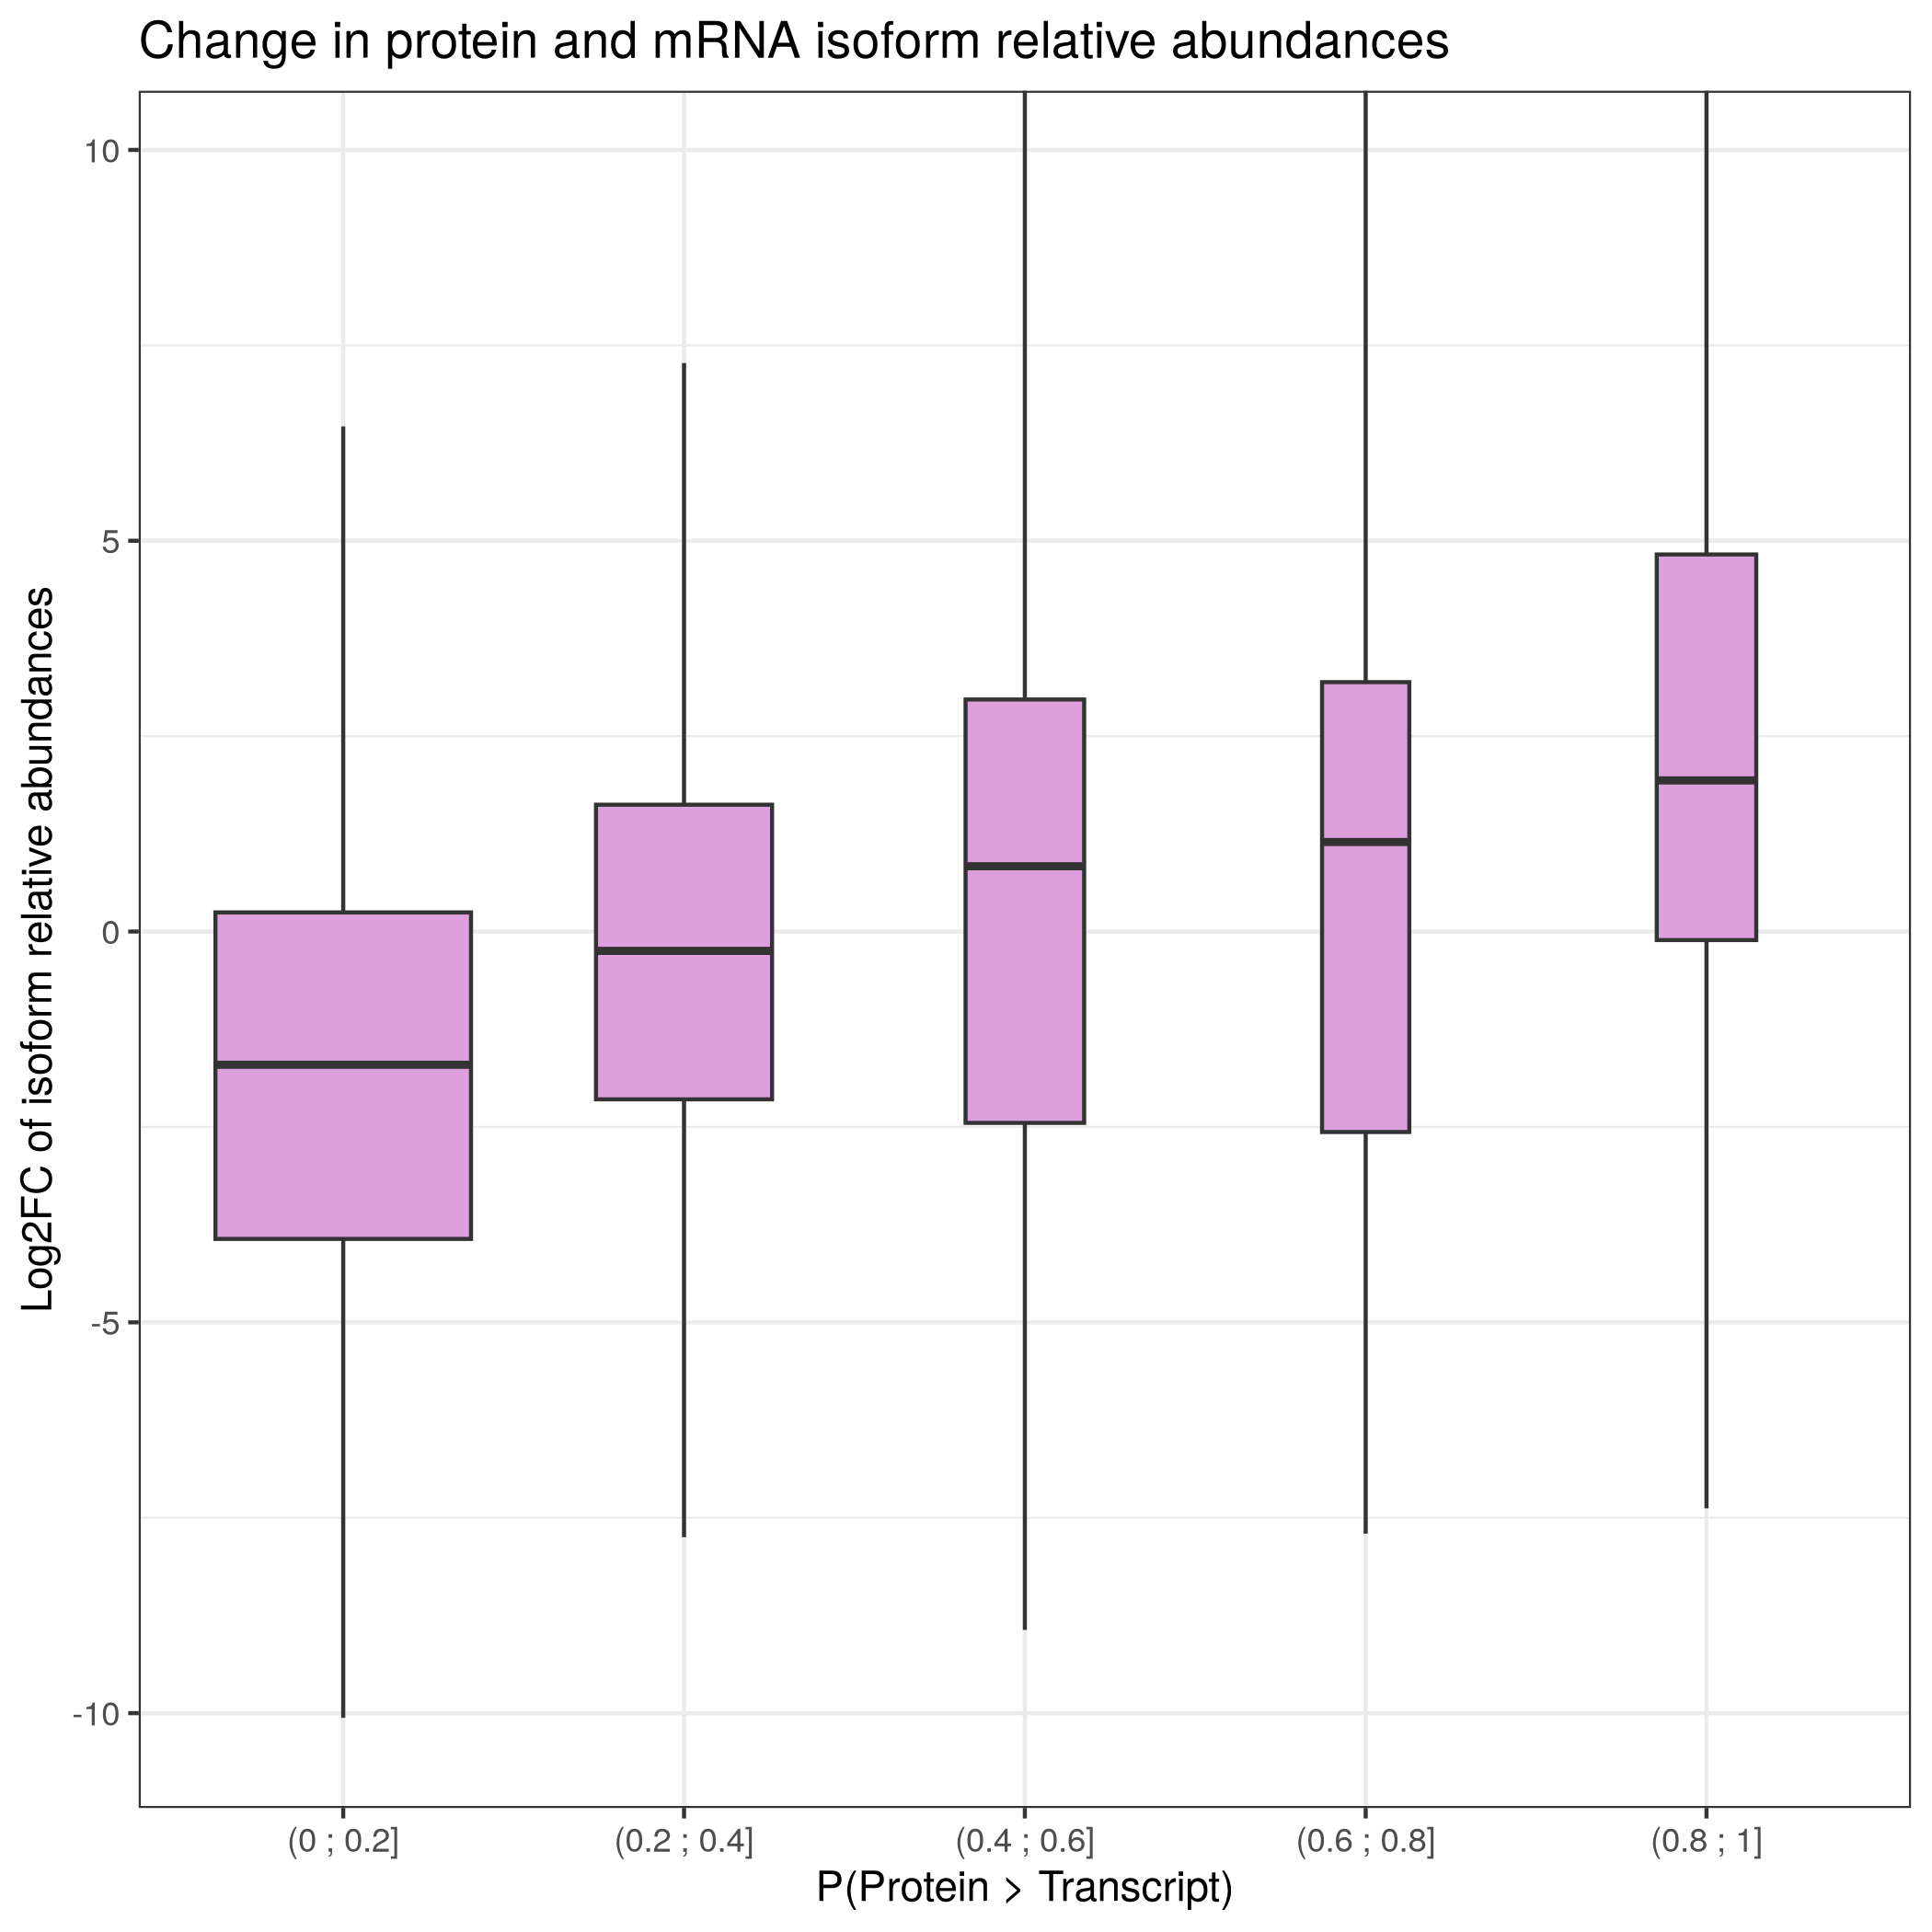 Change in protein and mRNA isoform relative abundances
Log2FC of isoform relative abundances
10
5
0
-5
-10
(0 ; 0.2]
(0.2 ; 0.4]
(0.4 ; 0.6]
(0.6 ; 0.8]
(0.8 ; 1]
P(Protein > Transcript)